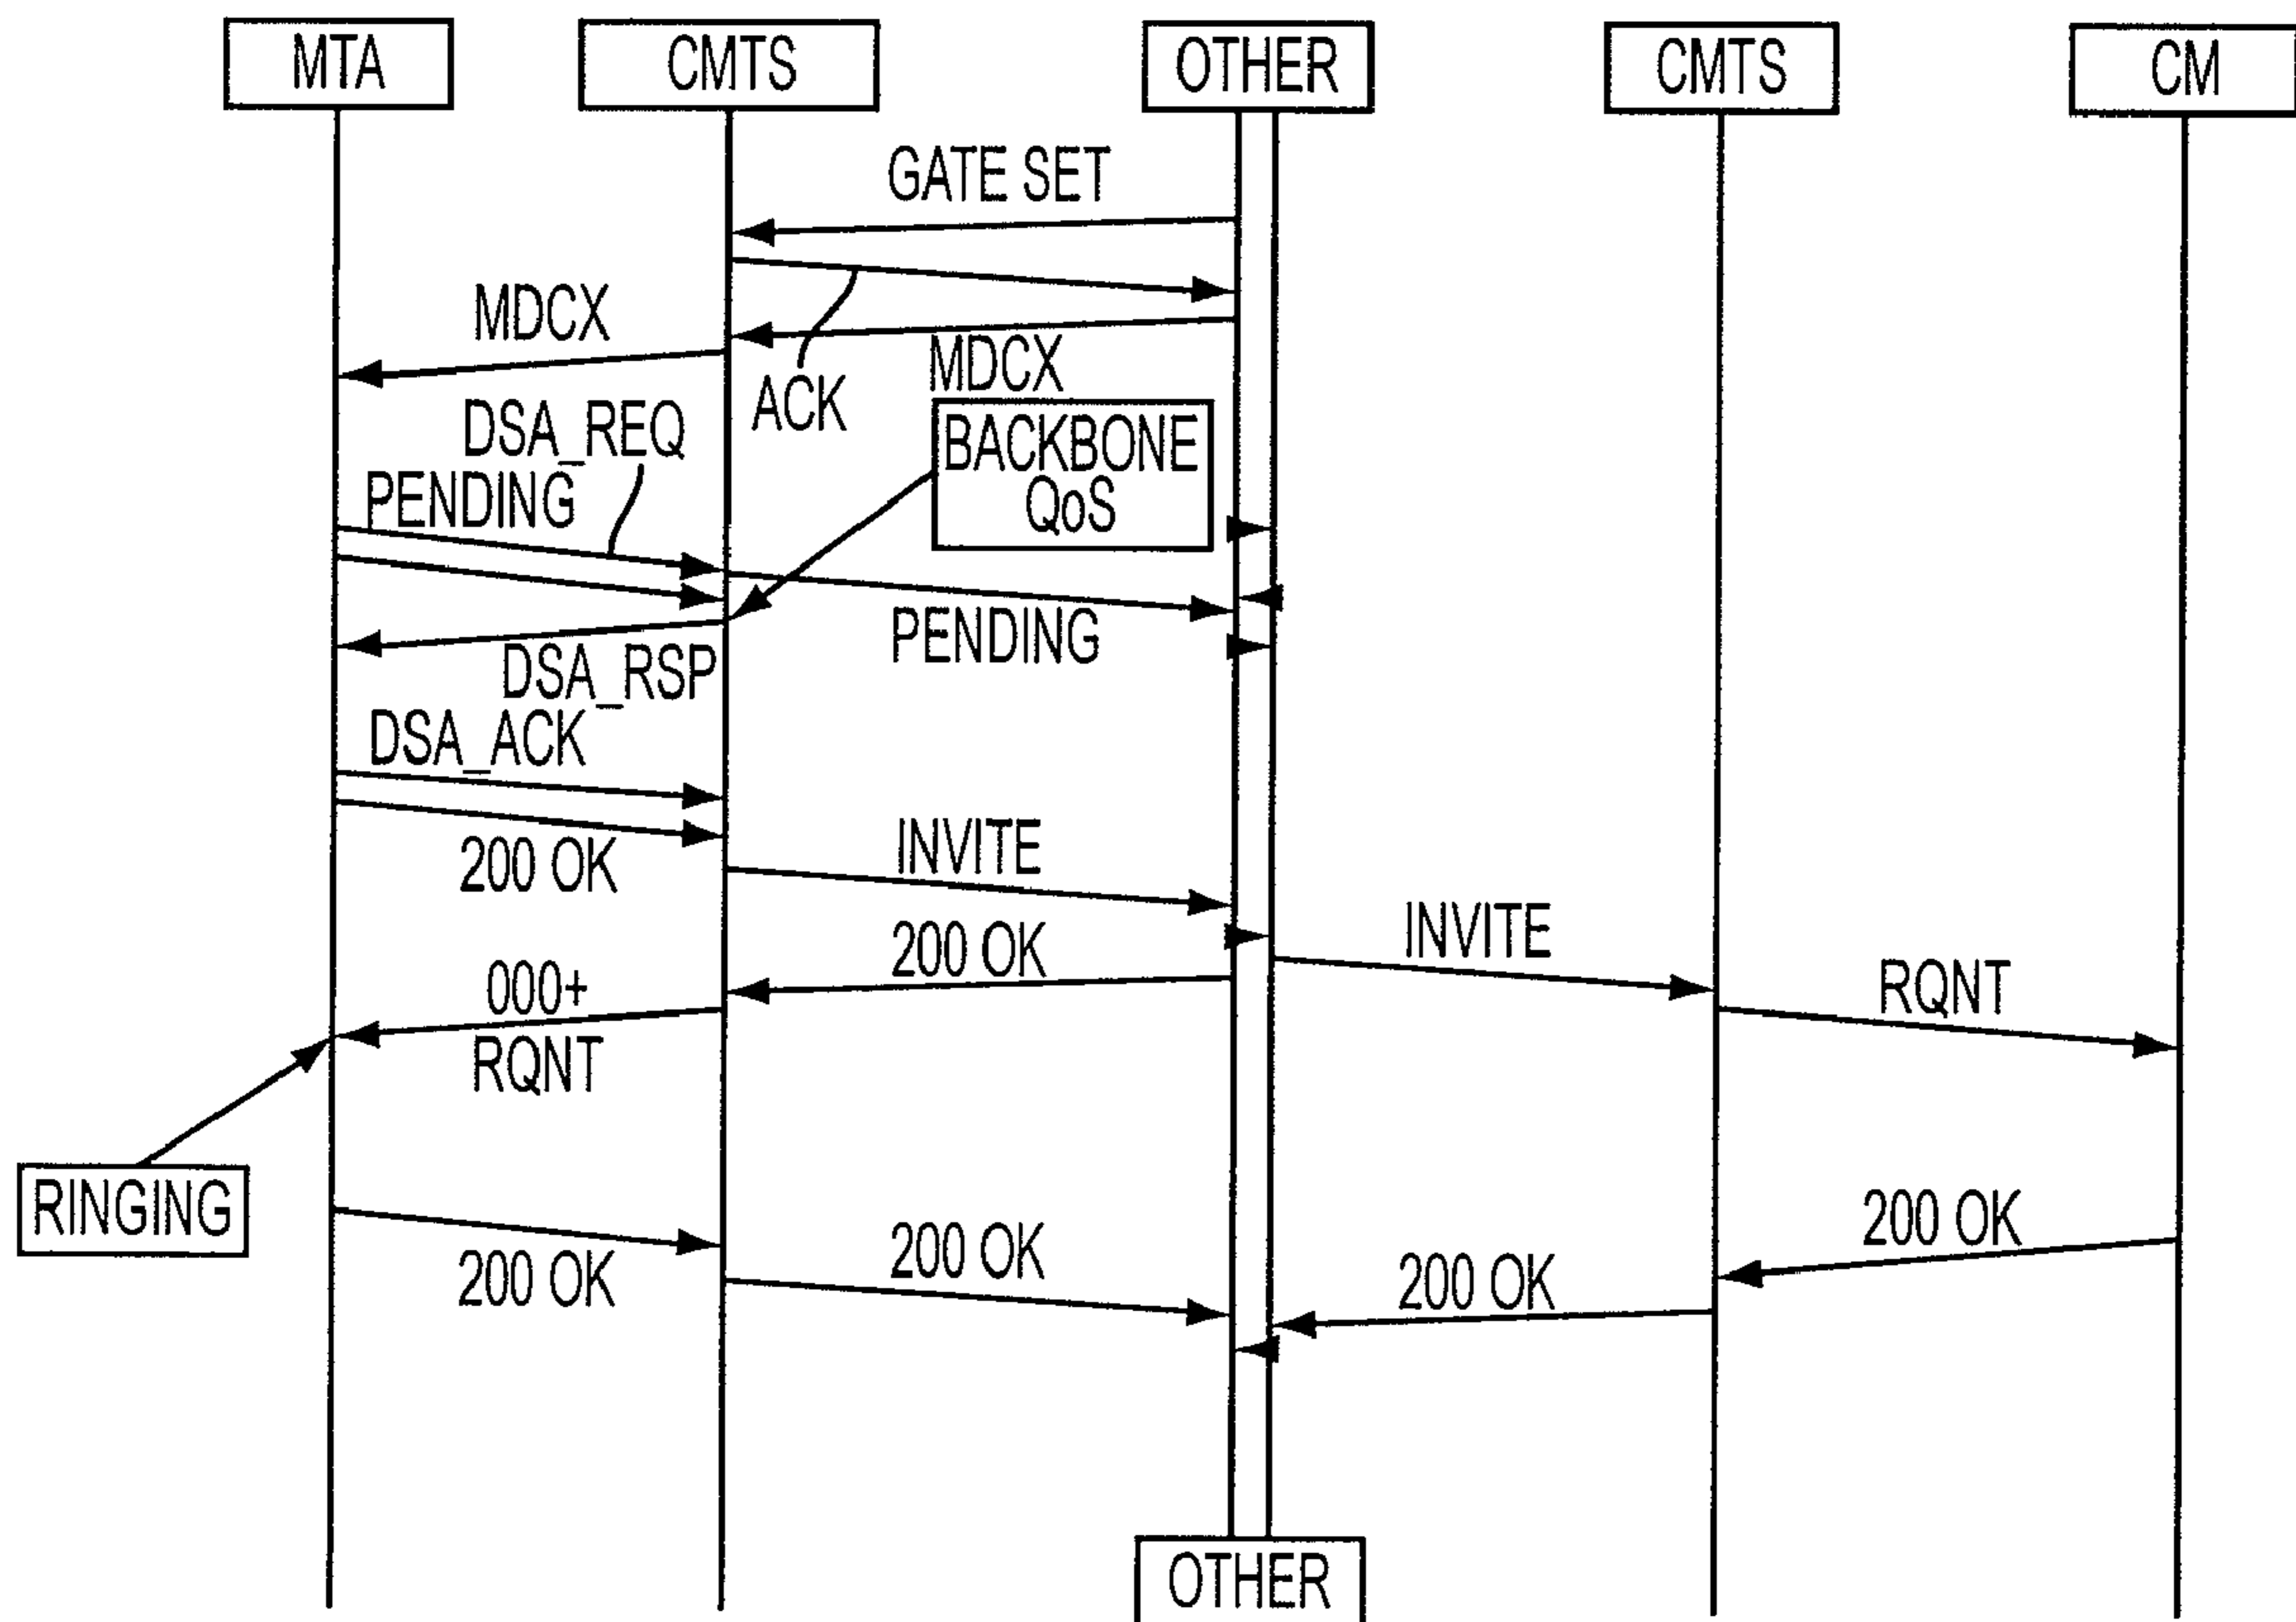 MTA
CMTS
OTHER
CMTS
CM
GATE SET
MDCX
MDCX
ACK
DSA_REQ
BACKBONE
QoS
PENDING
PENDING
DSA_RSP
DSA_ACK
200 OK
INVITE
INVITE
200 OK
RQNT
000+
RQNT
RINGING
200 OK
200 OK
200 OK
200 OK
OTHER